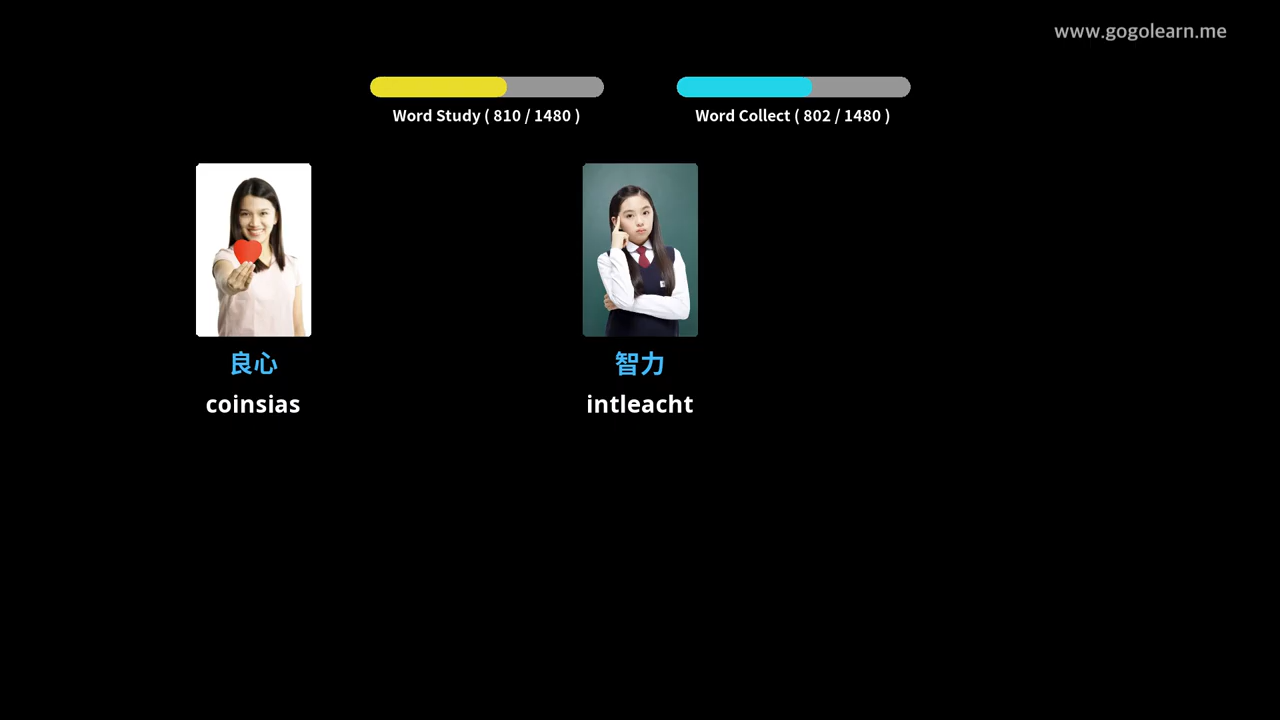 www.gogolearn.me
Word Study ( 810 / 1480 )
Word Collect ( 802 / 1480 )
良心
智力
coinsias
intleacht